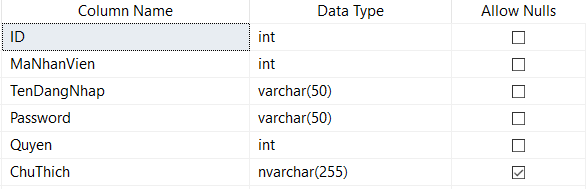 Column Name Data Type Allow Nulls
ID int
MaNhanVien int
TenDangNhap varchar(50)
Password varchar(50)
Quyen int
ChuThich nvarchar(255)